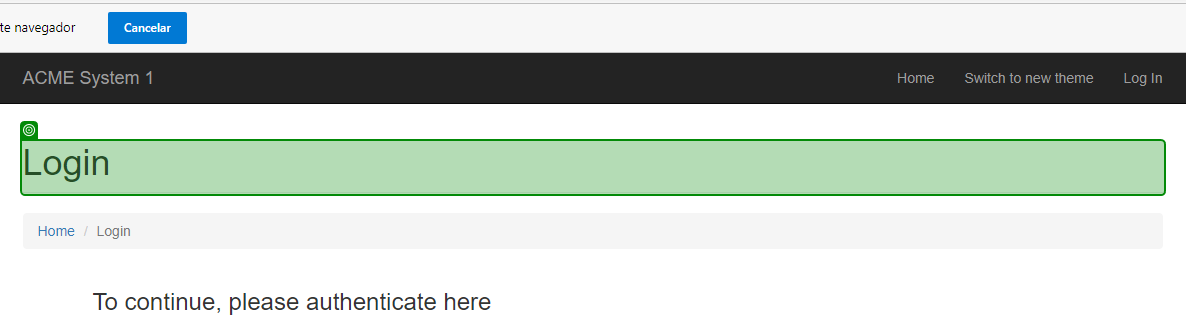 te navegador Cancelar
ACME System 1 Home Switch to new theme Log In
Login
Home / Login
To continue, please authenticate here